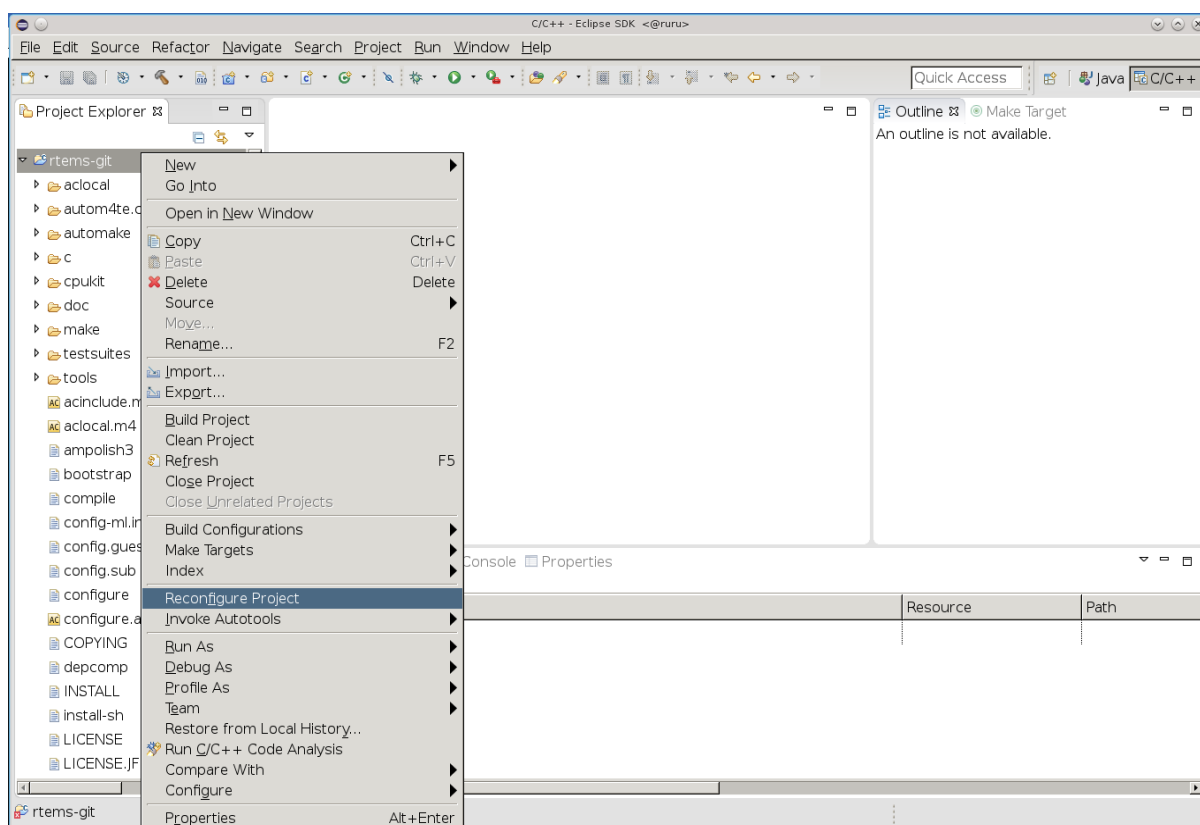 C/C++ - Eclipse SDK <@ruru>
File Edit Source Refactor Navigate Search Project Run Window Help
Quick Access Java C/C++
Project Explorer
Outline Make Target
An outline is not available.
rtems-git
aclocal
autom4te.c
automake
c
cpukit
doc
make
testsuites
tools
acinclude.m
aclocal.m4
ampolish3
bootstrap
compile
config-ml.in
config.gues
config.sub
configure
configure.a
COPYING
depcomp
INSTALL
install-sh
LICENSE
LICENSE.JF
New
Go Into
Open in New Window
Copy Ctrl+C
Paste Ctrl+V
Delete Delete
Source
Move...
Rename... F2
Import...
Export...
Build Project
Clean Project
Refresh F5
Close Project
Close Unrelated Projects
Build Configurations
Make Targets
Index
Reconfigure Project
Invoke Autotools
Run As
Debug As
Profile As
Team
Restore from Local History...
Run C/C++ Code Analysis
Compare With
Configure
Properties Alt+Enter
Console Properties
Resource Path
rtems-git